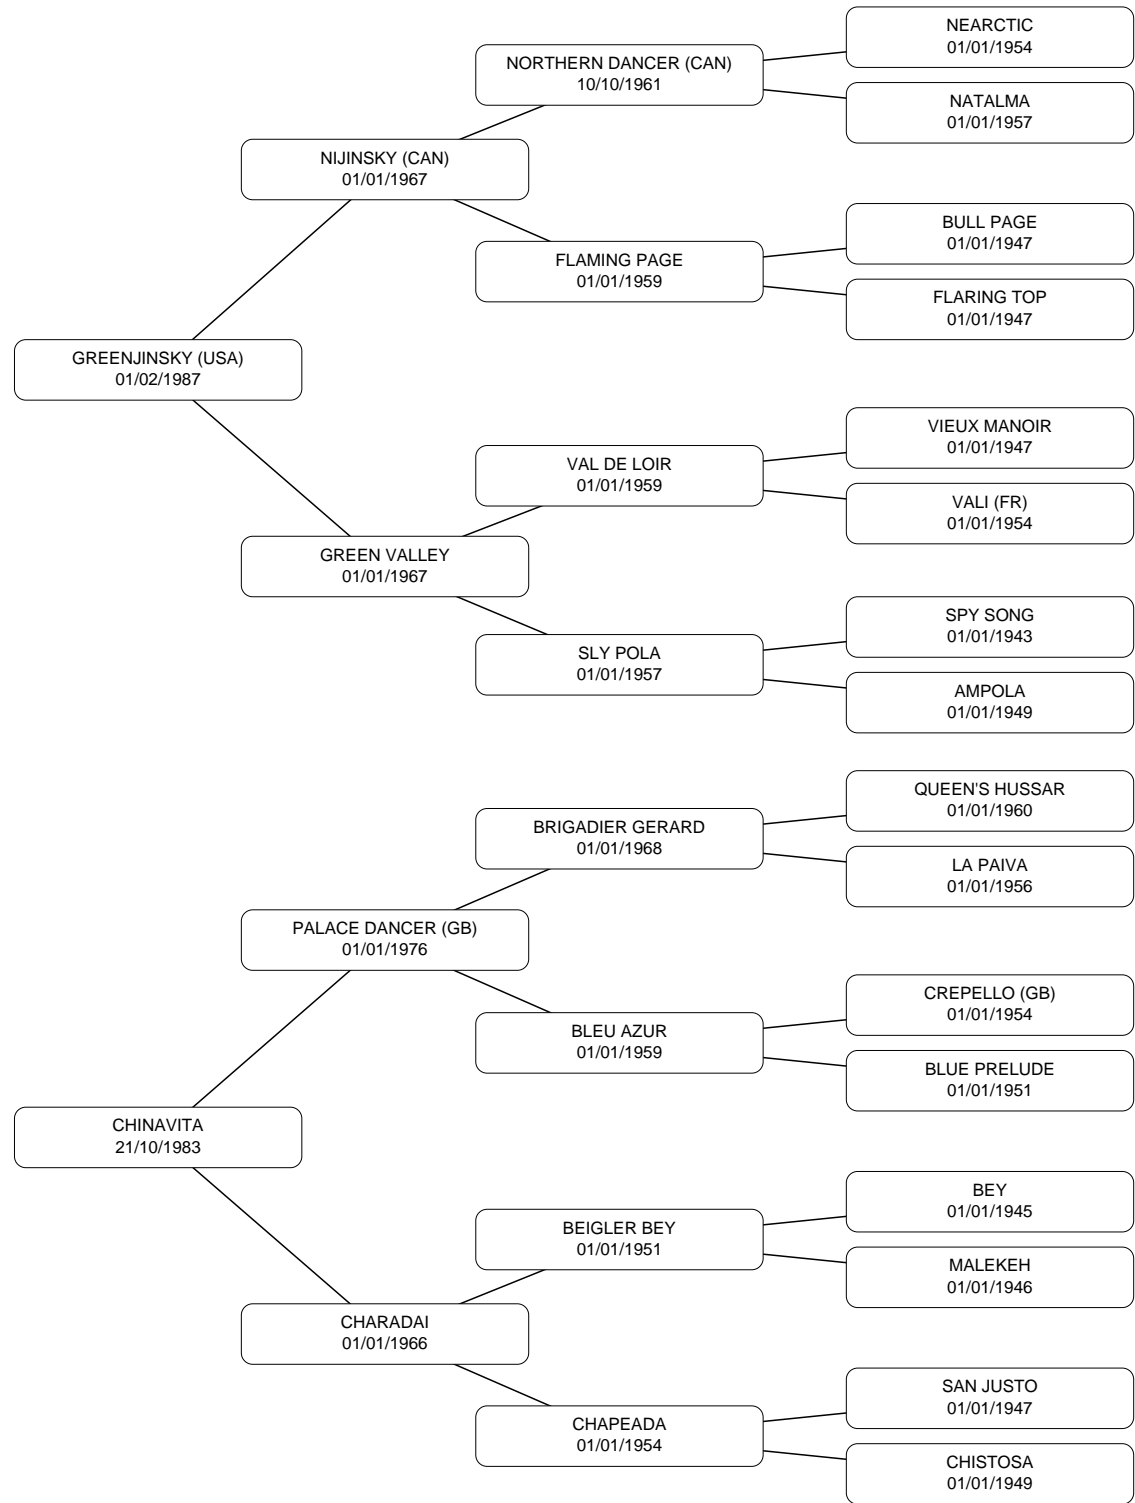 NEARCTIC
01/01/1954
NORTHERN DANCER (CAN)
10/10/1961
NATALMA
01/01/1957
NIJINSKY (CAN)
01/01/1967
BULL PAGE
01/01/1947
FLAMING PAGE
01/01/1959
FLARING TOP
01/01/1947
GREENJINSKY (USA)
01/02/1987
VIEUX MANOIR
01/01/1947
VAL DE LOIR
01/01/1959
VALI (FR)
01/01/1954
GREEN VALLEY
01/01/1967
SPY SONG
01/01/1943
SLY POLA
01/01/1957
AMPOLA
01/01/1949
QUEEN'S HUSSAR
01/01/1960
BRIGADIER GERARD
01/01/1968
LA PAIVA
01/01/1956
PALACE DANCER (GB)
01/01/1976
CREPELLO (GB)
01/01/1954
BLEU AZUR
01/01/1959
BLUE PRELUDE
01/01/1951
CHINAVITA
21/10/1983
BEY
01/01/1945
BEIGLER BEY
01/01/1951
MALEKEH
01/01/1946
CHARADAI
01/01/1966
SAN JUSTO
01/01/1947
CHAPEADA
01/01/1954
CHISTOSA
01/01/1949